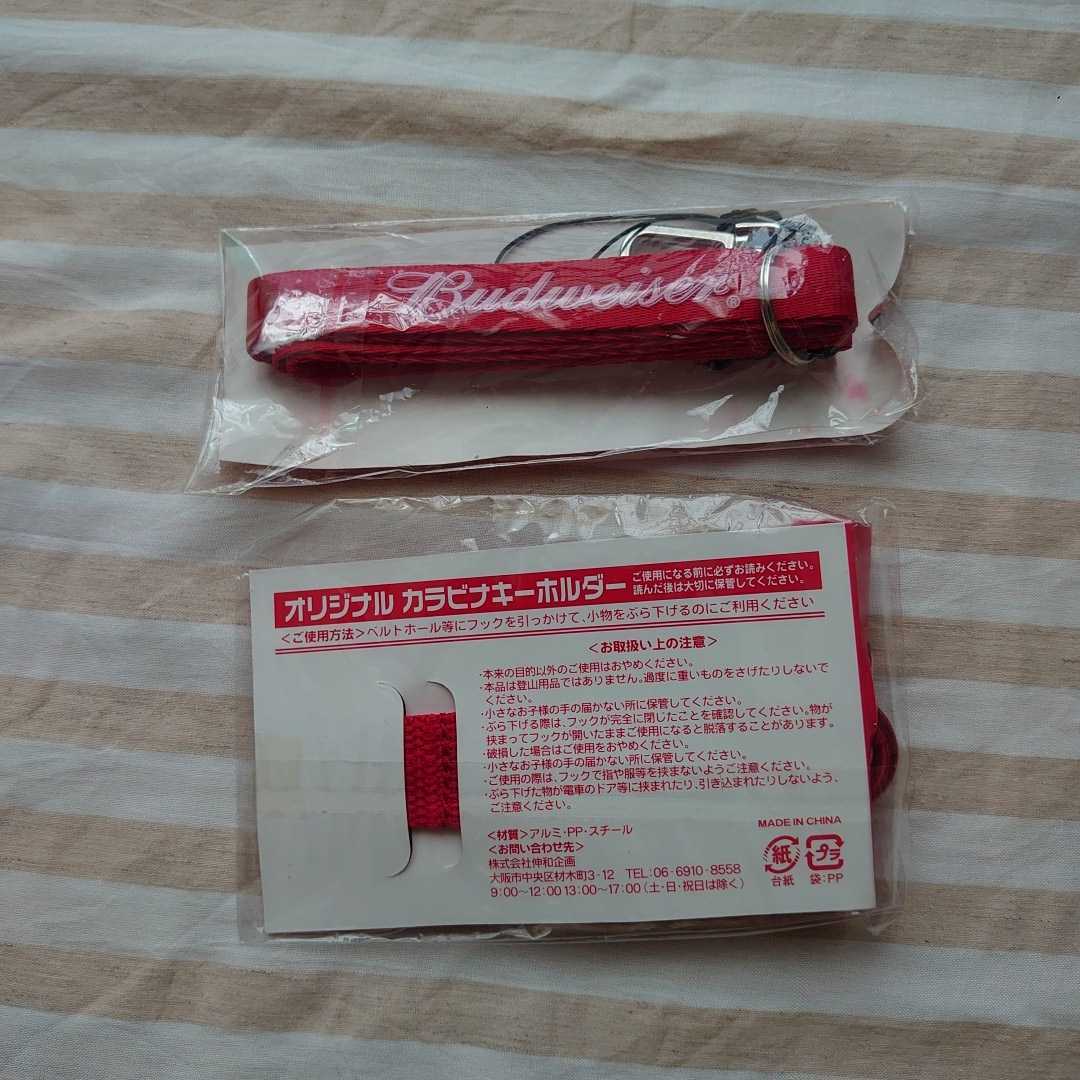 Budweiser®
オリジナル カラビナキーホルダー
ご使用になる前に必ずお読みください。
読んだ後は大切に保管してください。
<ご使用方法>ベルトホール等にフックを引っかけて、小物をぶら下げるのにご利用ください
<お取扱い上の注意>
・本来の目的以外のご使用はおやめください。
・本品は登山用品ではありません。過度に重いものをさげたりしないで
ください。
・小さなお子様の手の届かない所に保管してください。
・ぶら下げる際は、フックが完全に閉じたことを確認してください。物が
挟まってフックが開いたままご使用になると脱落することがあります。
・破損した場合はご使用をおやめください。
・小さなお子様の手の届かない所に保管してください。
・ご使用の際は、フックで指や服等を挟まないようご注意ください。
・ぶら下げた物が電車のドア等に挟まれたり、引き込まれたりしないよう、
ご注意ください。
<材質>アルミ・PP・スチール
<お問い合わせ先>
株式会社伸和企画
大阪市中央区材木町3-12 TEL:06-6910-8558
9:00〜12:00 13:00〜17:00(土・日・祝日は除く)
MADE IN CHINA
紙 プラ
台紙 袋:PP